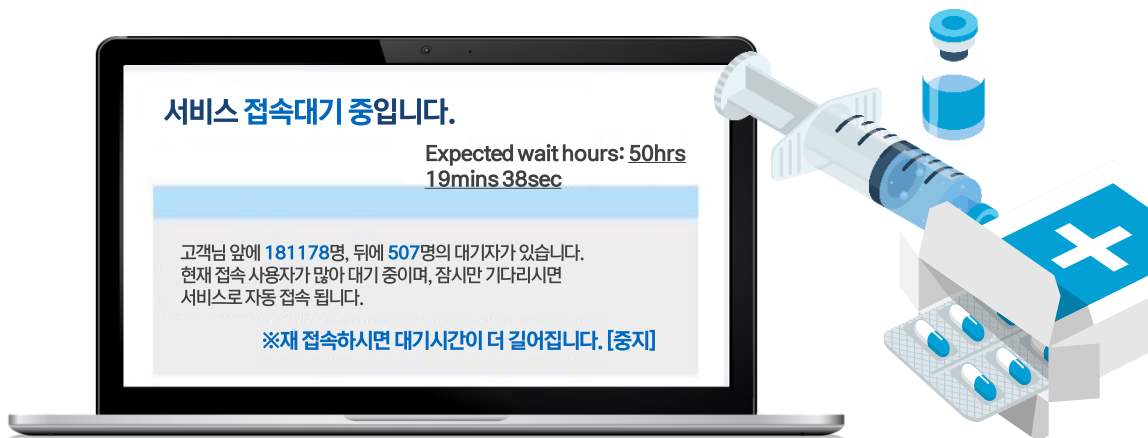 서비스 접속대기 중입니다.
Expected wait hours: 50hrs
19mins 38sec
고객님 앞에 181178명, 뒤에 507명의 대기자가 있습니다.
현재 접속 사용자가 많아 대기 중이며, 잠시만 기다리시면
서비스로 자동 접속 됩니다.
※재 접속하시면 대기시간이 더 길어집니다. [중지]